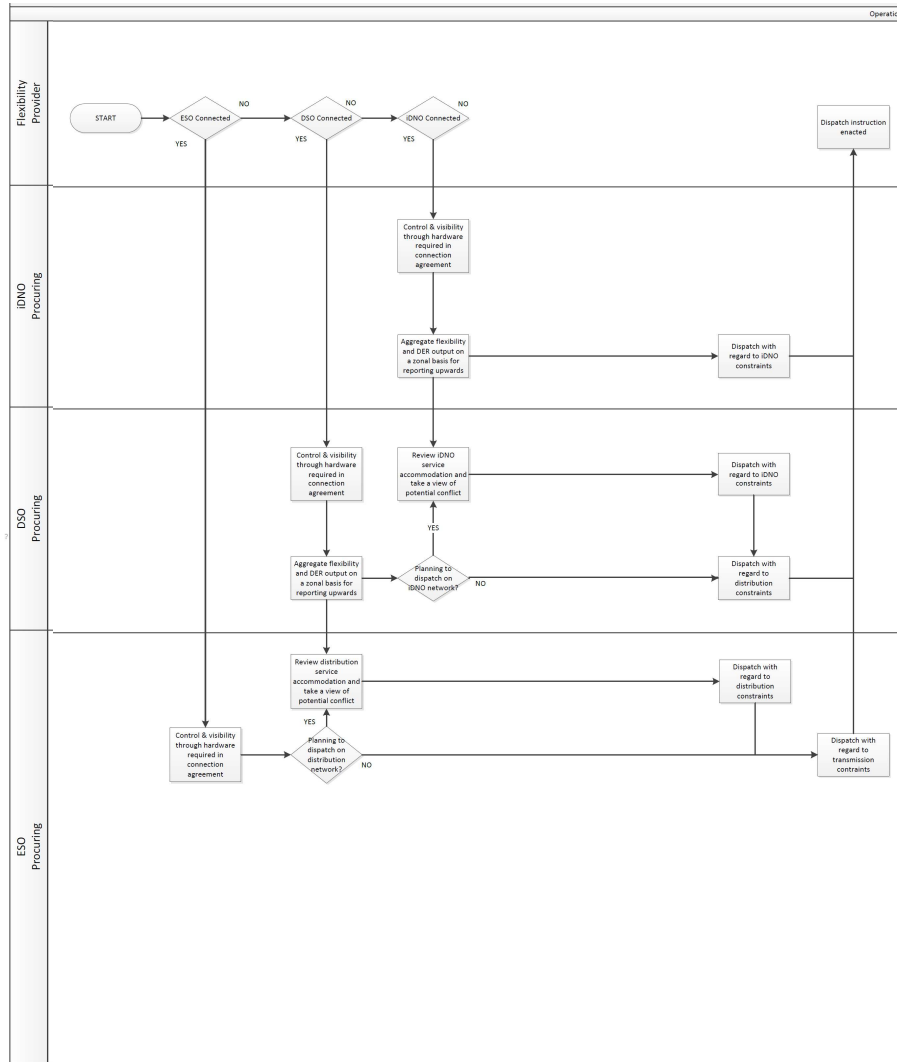 Operatio
Flexibility
Provider
START
ESO Connected
NO
YES
DSO Connected
NO
YES
iDNO Connected
NO
YES
Dispatch instruction
enacted
iDNO
Procuring
Control & visibility
through hardware
required in
connection
agreement
Aggregate flexibility
and DER output on
a zonal basis for
reporting upwards
Dispatch with
regard to iDNO
constraints
DSO
Procuring
Control & visibility
through hardware
required in
connection
agreement
Review iDNO
service
accommodation and
take a view of
potential conflict
Dispatch with
regard to iDNO
constraints
YES
Aggregate flexibility
and DER output on
a zonal basis for
reporting upwards
Planning to
dispatch on
iDNO network?
NO
Dispatch with
regard to
distribution
constraints
?
ESO
Procuring
Review distribution
service
accommodation and
take a view of
potential conflict
Dispatch with
regard to
distribution
constraints
YES
Control & visibility
through hardware
required in
connection
agreement
Planning to
dispatch on
distribution
network?
NO
Dispatch with
regard to
transmission
contraints